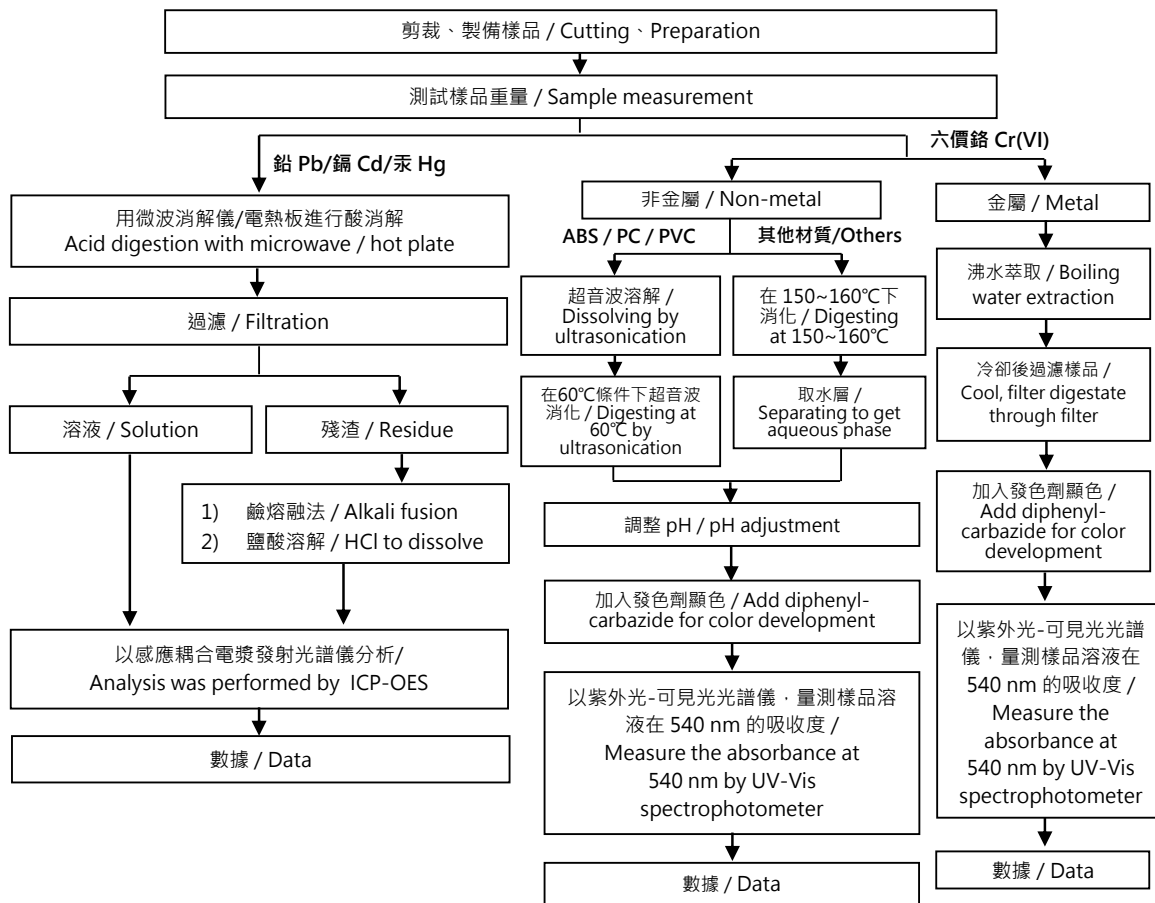 剪裁、製備樣品 / Cutting、Preparation
測試樣品重量 / Sample measurement
鉛 Pb/鎘 Cd/汞 Hg
六價鉻 Cr(VI)
用微波消解儀/電熱板進行酸消解
Acid digestion with microwave / hot plate
過濾 / Filtration
溶液 / Solution
殘渣 / Residue
1) 鹼熔融法 / Alkali fusion
2) 鹽酸溶解 / HCl to dissolve
以感應耦合電漿發射光譜儀分析/
Analysis was performed by ICP-OES
數據 / Data
非金屬 / Non-metal
ABS / PC / PVC
其他材質/Others
超音波溶解 /
Dissolving by
ultrasonication
在 150~160℃下
消化 / Digesting
at 150~160℃
在60℃條件下超音波
消化 / Digesting at
60℃ by
ultrasonication
取水層 /
Separating to get
aqueous phase
調整 pH / pH adjustment
加入發色劑顯色 / Add diphenyl-
carbazide for color development
以紫外光-可見光光譜儀，量測樣品溶
液在 540 nm 的吸收度 /
Measure the absorbance at
540 nm by UV-Vis
spectrophotometer
數據 / Data
金屬 / Metal
沸水萃取 / Boiling
water extraction
冷卻後過濾樣品 /
Cool, filter digestate
through filter
加入發色劑顯色 /
Add diphenyl-
carbazide for color
development
以紫外光-可見光光譜
儀，量測樣品溶液在
540 nm 的吸收度 /
Measure the
absorbance at
540 nm by UV-Vis
spectrophotometer
數據 / Data